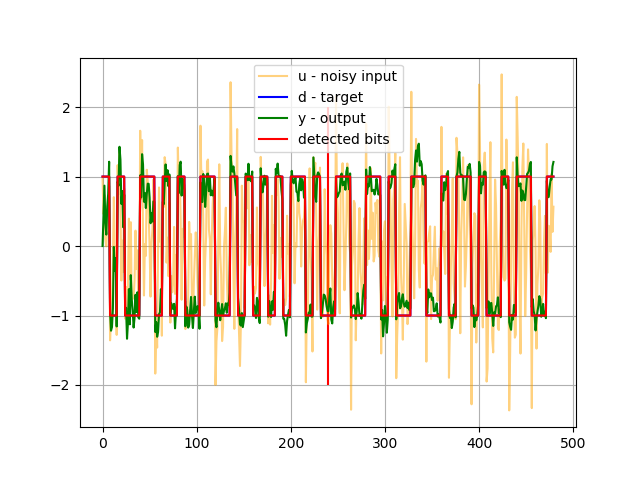 u - noisy input
d - target
y - output
detected bits
2
1
0
−1
−2
0
100
200
300
400
500